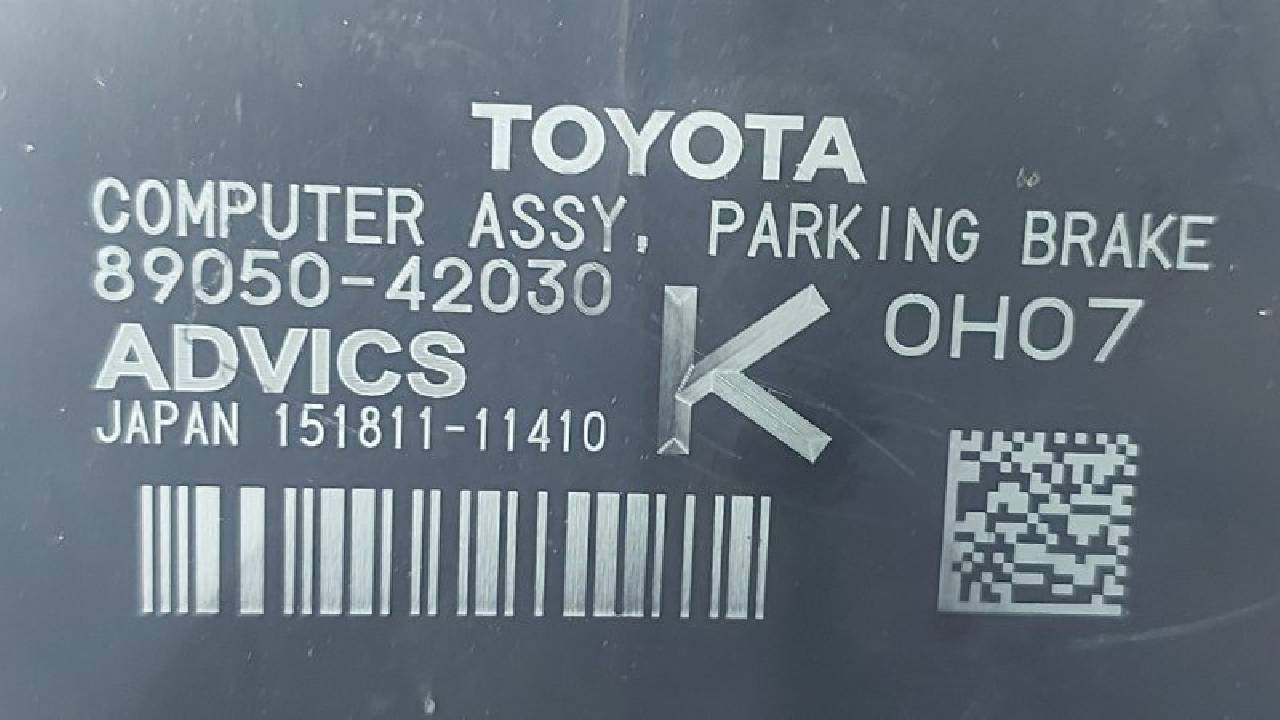 TOYOTA
COMPUTER ASSY, PARKING BRAKE
89050-42030
K 0H07
ADVICS
JAPAN 151811-11410